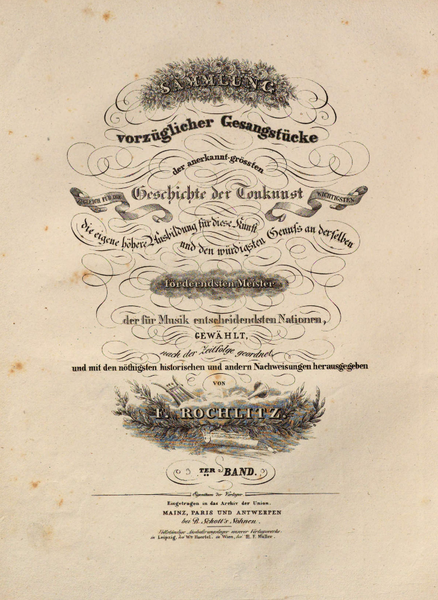 SAMMLUNG
vorzüglicher Gesangstücke
der anerkannt-grössten
ZUGLEICH FÜR DIE Geschichte der Tonkunst WICHTIGSTEN
die eigene höhere Ausbildung für diese Kunst
und den würdigsten Genuss an derselben
förderndsten Meister
der für Musik entscheidendsten Nationen,
GEWÄHLT,
nach der Zeitfolge geordnet,
und mit den nöthigsten historischen und andern Nachweisungen herausgegeben
VON
F. ROCHLITZ.
TER BAND.
Eigenthum der Verleger
Eingetragen in das Archiv der Union.
MAINZ, PARIS UND ANTWERPEN
bei B. Schott's Söhnen.
in Leipzig, bei Wm Haertel. in Wien, bei H. F. Müller.